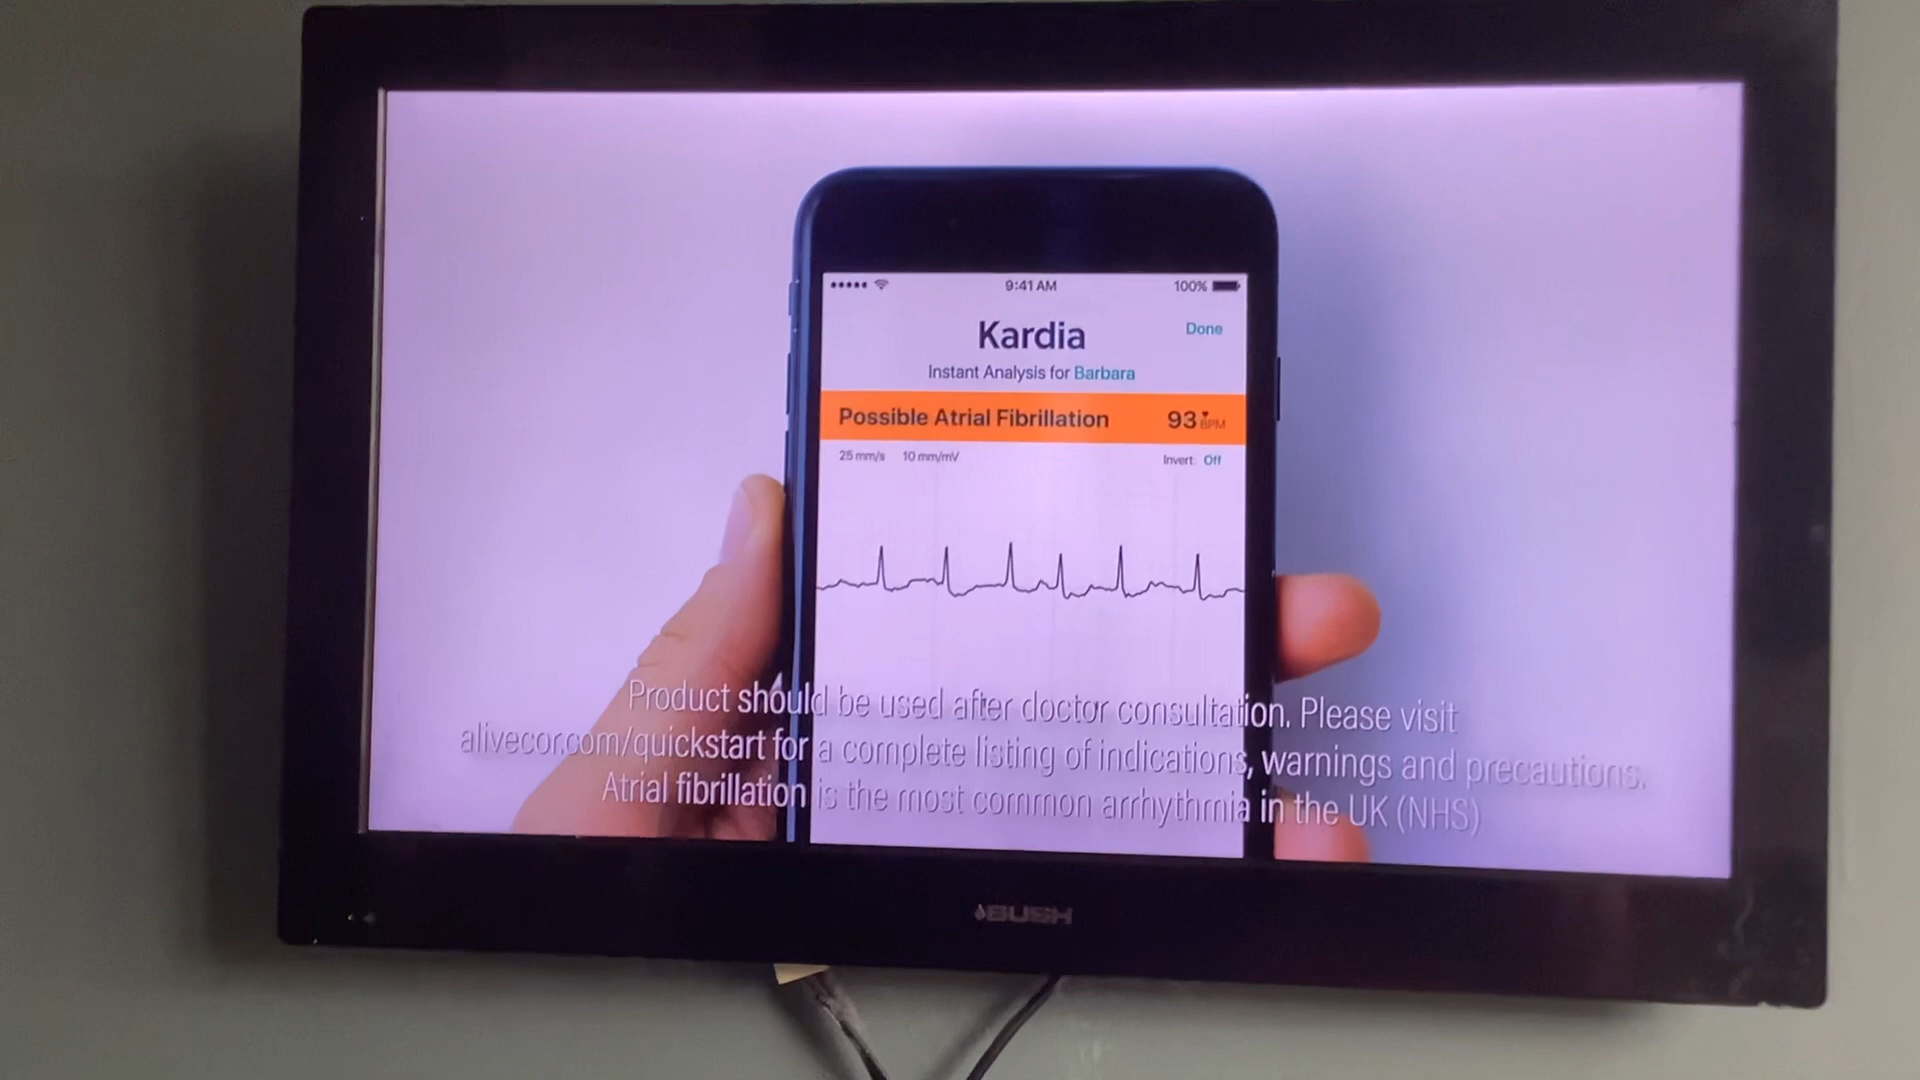 9:41 AM 100%
Kardia Done
Instant Analysis for Barbara
Possible Atrial Fibrillation 93 BPM
25 mm/s 10 mm/mV Invert: Off
Product should be used after doctor consultation. Please visit
alivecor.com/quickstart for a complete listing of indications, warnings and precautions.
Atrial fibrillation is the most common arrhythmia in the UK (NHS)
BUSH